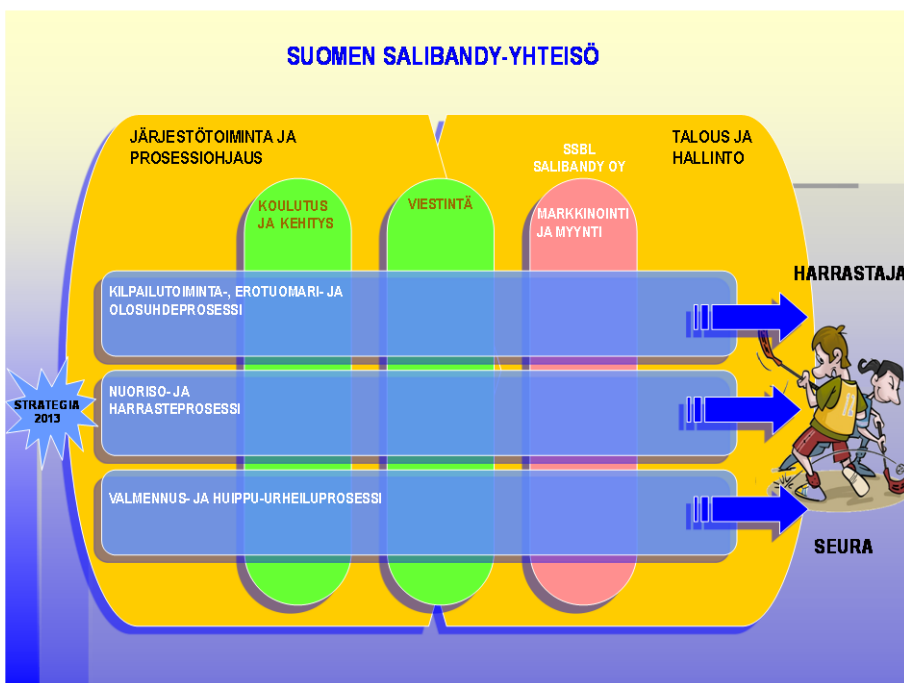 SUOMEN SALIBANDY-YHTEISÖ
JÄRJESTÖTOIMINTA JA
PROSESSIOHJAUS
SSBL
SALIBANDY OY
TALOUS JA
HALLINTO
KOULUTUS
JA KEHITYS
VIESTINTÄ
MARKKINOINTI
JA MYYNTI
HARRASTAJA
KILPAILUTOIMINTA-, EROTUOMARI- JA
OLOSUHDEPROSESSI
STRATEGIA
2013
NUORISO- JA
HARRASTEPROSESSI
12
VALMENNUS- JA HUIPPU-URHEILUPROSESSI
SEURA